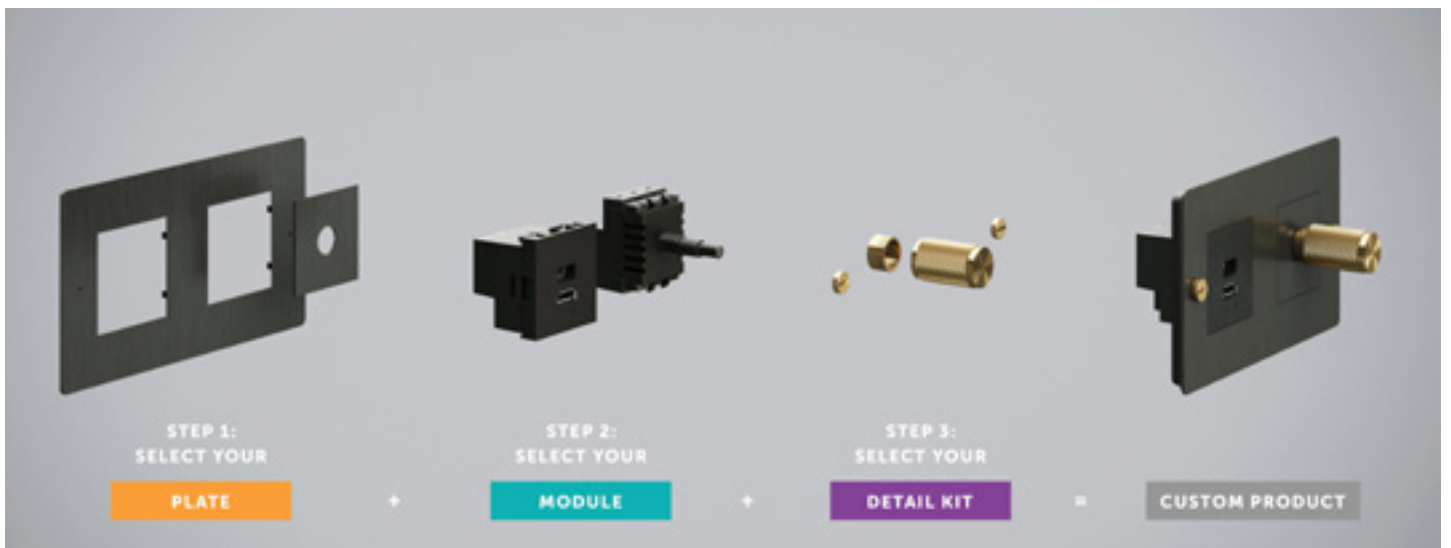 STEP 1:
SELECT YOUR
PLATE
+
STEP 2:
SELECT YOUR
MODULE
+
STEP 3:
SELECT YOUR
DETAIL KIT
=
CUSTOM PRODUCT